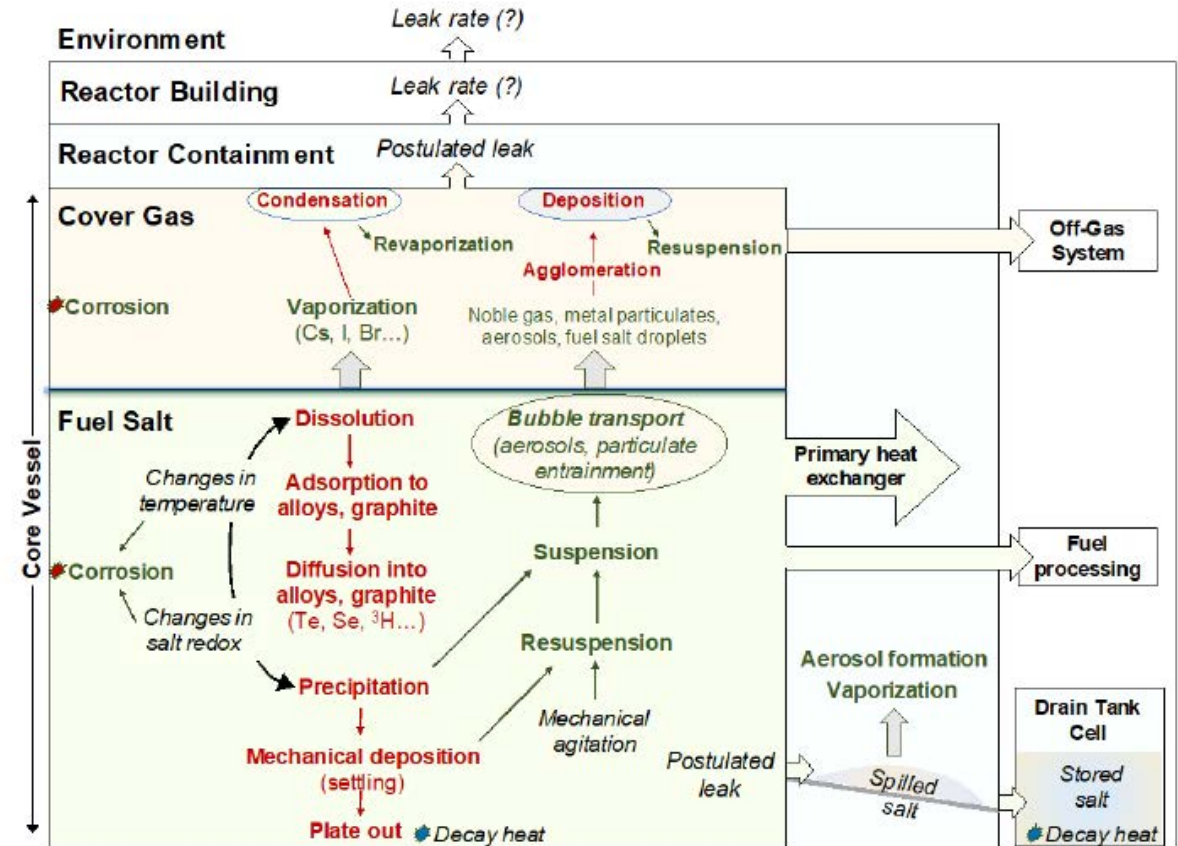 Leak rate (?)
Environment
Reactor Building
Leak rate (?)
Reactor Containment
Postulated leak
Cover Gas
Condensation
Deposition
Revaporization
Resuspension
Agglomeration
Corrosion
Vaporization
(Cs, I, Br…)
Noble gas, metal particulates,
aerosols, fuel salt droplets
Off-Gas
System
Core Vessel
Fuel Salt
Dissolution
Bubble transport
(aerosols, particulate
entrainment)
Changes in
temperature
Adsorption to
alloys, graphite
Primary heat
exchanger
Corrosion
Diffusion into
alloys, graphite
(Te, Se, ³H…)
Suspension
Fuel
processing
Changes in
salt redox
Resuspension
Precipitation
Mechanical
agitation
Aerosol formation
Vaporization
Mechanical deposition
(settling)
Postulated
leak
Spilled
salt
Drain Tank
Cell
Stored
salt
Decay heat
Plate out
Decay heat